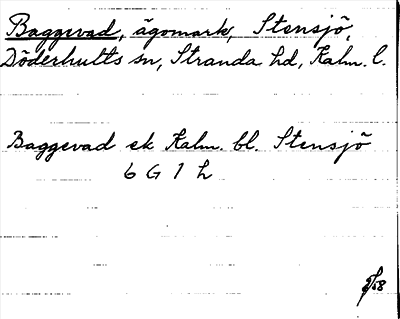 Baggevad, ägomark, Stensjö,
Döderhults sn, Stranda hd, Kalm. l.
Baggevad ek Kalm. bl. Stensjö
6 G 1 h